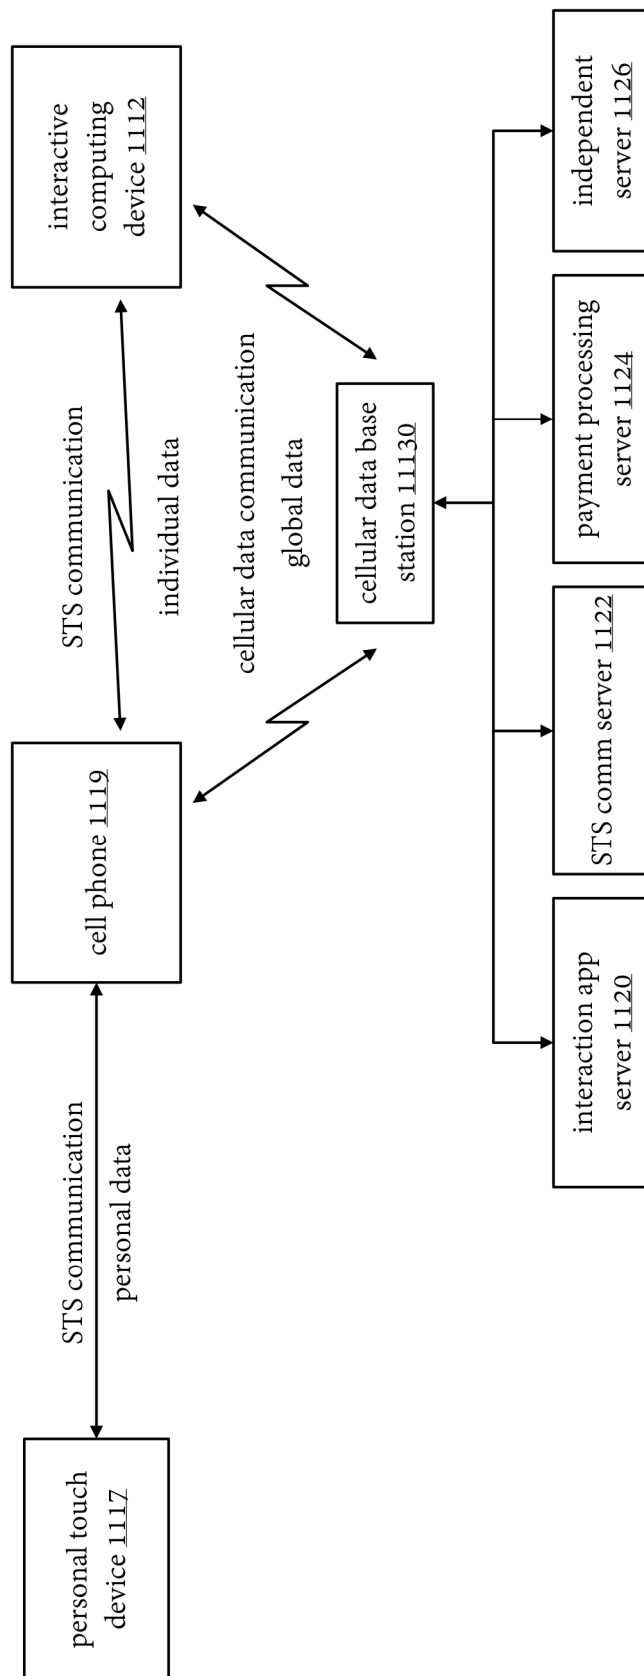 personal touch
device 1117
STS communication
personal data
cell phone 1119
STS communication
individual data
interactive
computing
device 1112
cellular data communication
global data
cellular data base
station 11130
interaction app
server 1120
STS comm server 1122
payment processing
server 1124
independent
server 1126